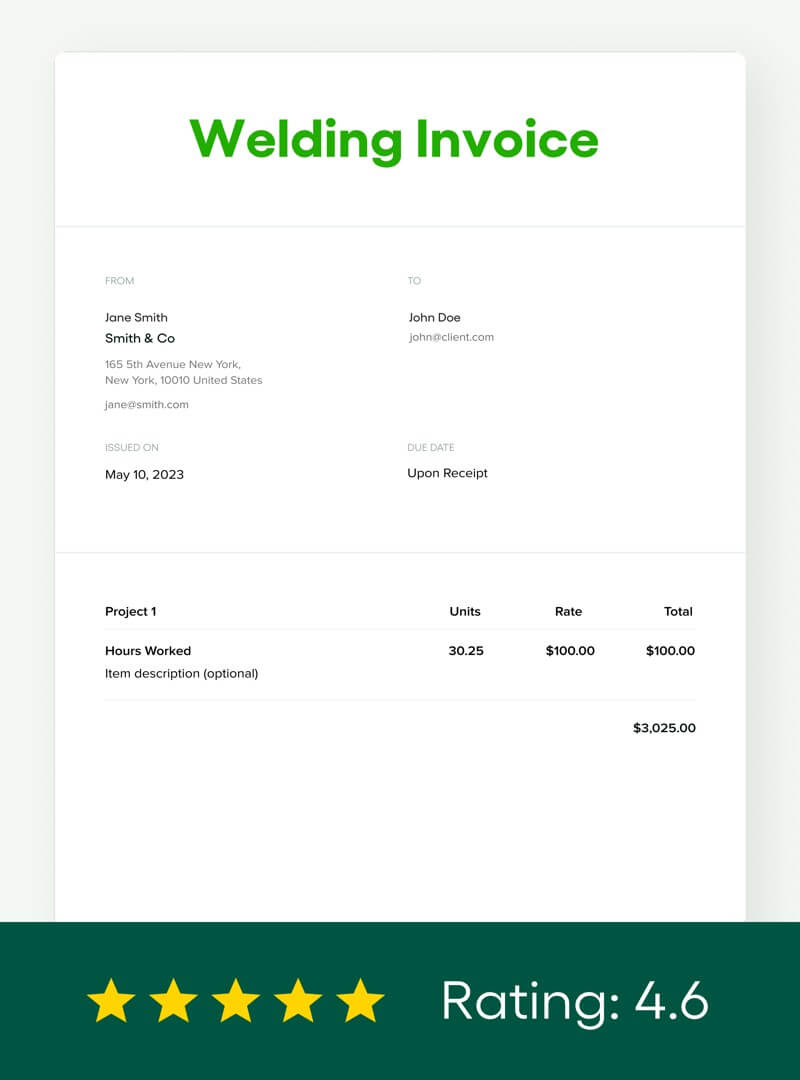 Welding Invoice
FROM
TO
Jane Smith
John Doe
Smith & Co
john@client.com
165 5th Avenue New York,
New York, 10010 United States
jane@smith.com
ISSUED ON
DUE DATE
May 10, 2023
Upon Receipt
Project 1 Units Rate Total
Hours Worked 30.25 $100.00 $100.00
Item description (optional)
$3,025.00
Rating: 4.6